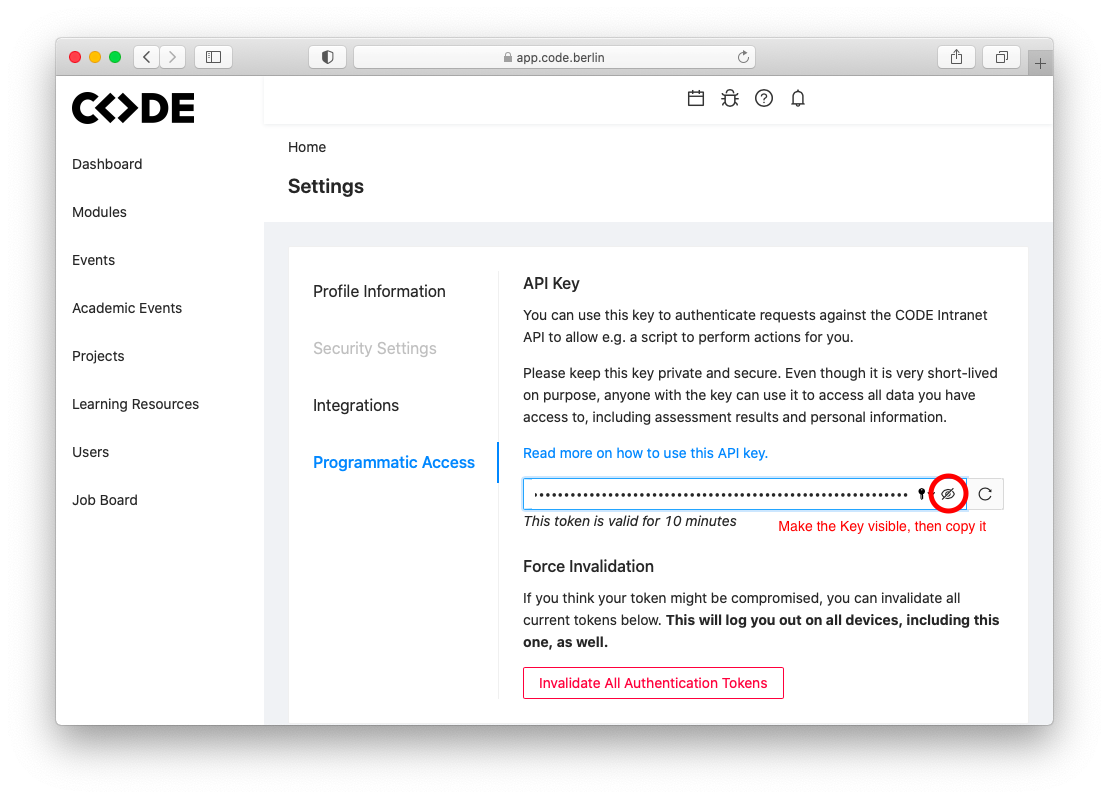 app.code.berlin
C<>DE
Dashboard
Modules
Events
Academic Events
Projects
Learning Resources
Users
Job Board
Home
Settings
Profile Information
Security Settings
Integrations
Programmatic Access
API Key
You can use this key to authenticate requests against the CODE Intranet
API to allow e.g. a script to perform actions for you.
Please keep this key private and secure. Even though it is very short-lived
on purpose, anyone with the key can use it to access all data you have
access to, including assessment results and personal information.
Read more on how to use this API key.
This token is valid for 10 minutes
Make the Key visible, then copy it
Force Invalidation
If you think your token might be compromised, you can invalidate all
current tokens below. This will log you out on all devices, including this
one, as well.
Invalidate All Authentication Tokens